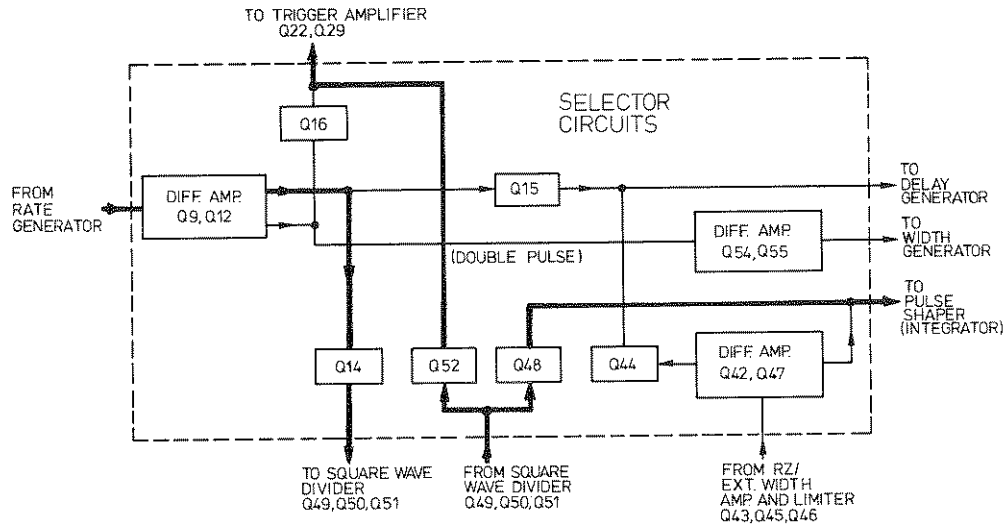 TO TRIGGER AMPLIFIER
Q22, Q29
SELECTOR
CIRCUITS
Q16
FROM
RATE
GENERATOR
DIFF. AMP.
Q9, Q12
Q15
TO
DELAY
GENERATOR
(DOUBLE PULSE)
DIFF. AMP.
Q54, Q55
TO
WIDTH
GENERATOR
TO
PULSE
SHAPER
(INTEGRATOR)
Q14
Q52
Q48
Q44
DIFF. AMP.
Q42, Q47
TO SQUARE WAVE
DIVIDER
Q49, Q50, Q51
FROM SQUARE
WAVE DIVIDER
Q49, Q50, Q51
FROM RZ/
EXT. WIDTH
AMP. AND LIMITER
Q43, Q45, Q46